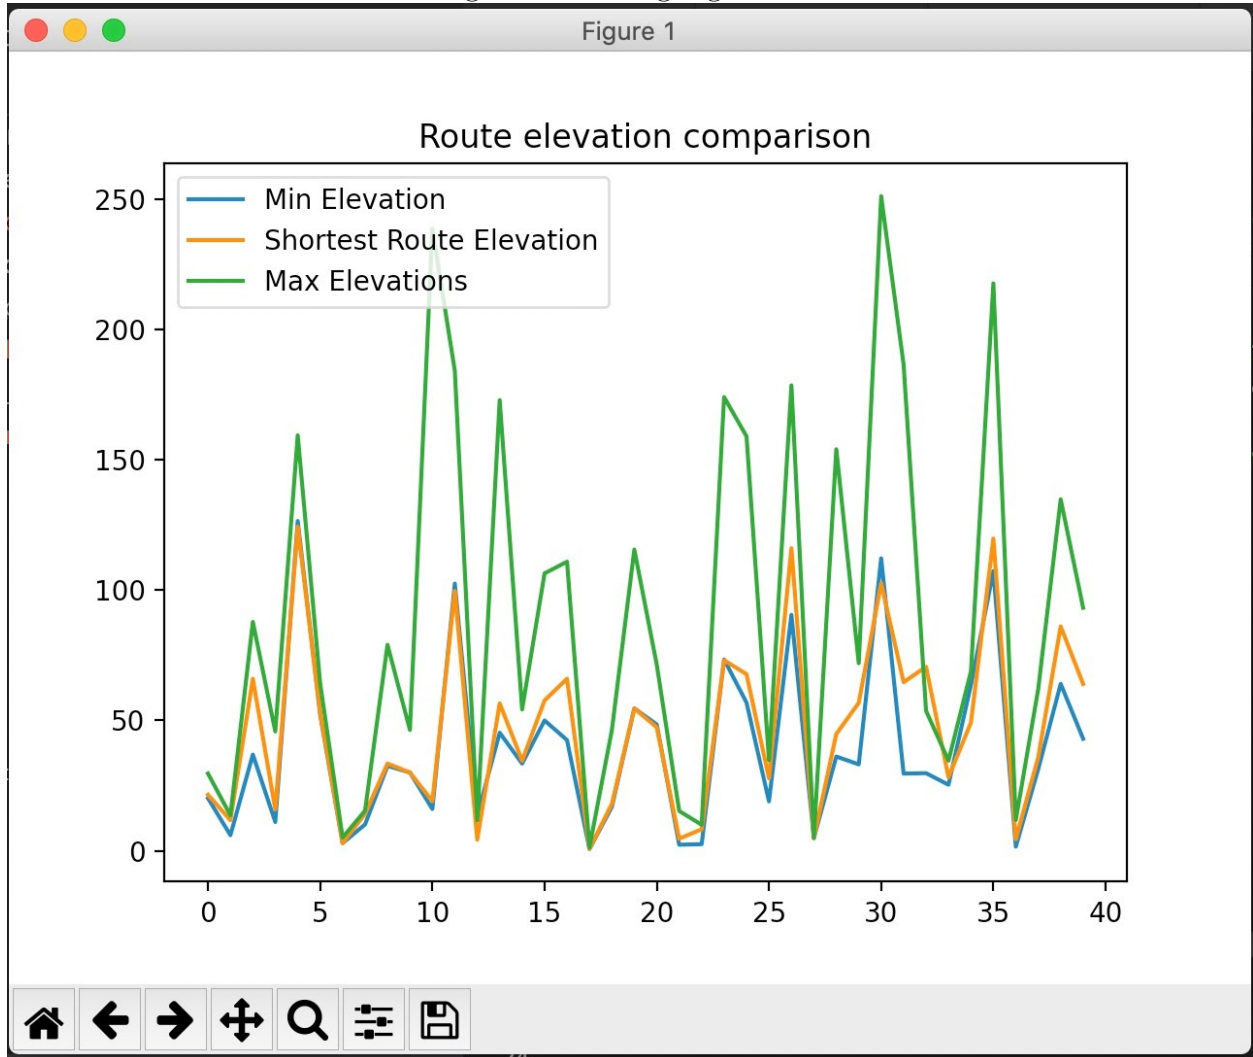 Figure 1
Route elevation comparison
250
200
150
100
50
0
Min Elevation
Shortest Route Elevation
Max Elevations
0 5 10 15 20 25 30 35 40